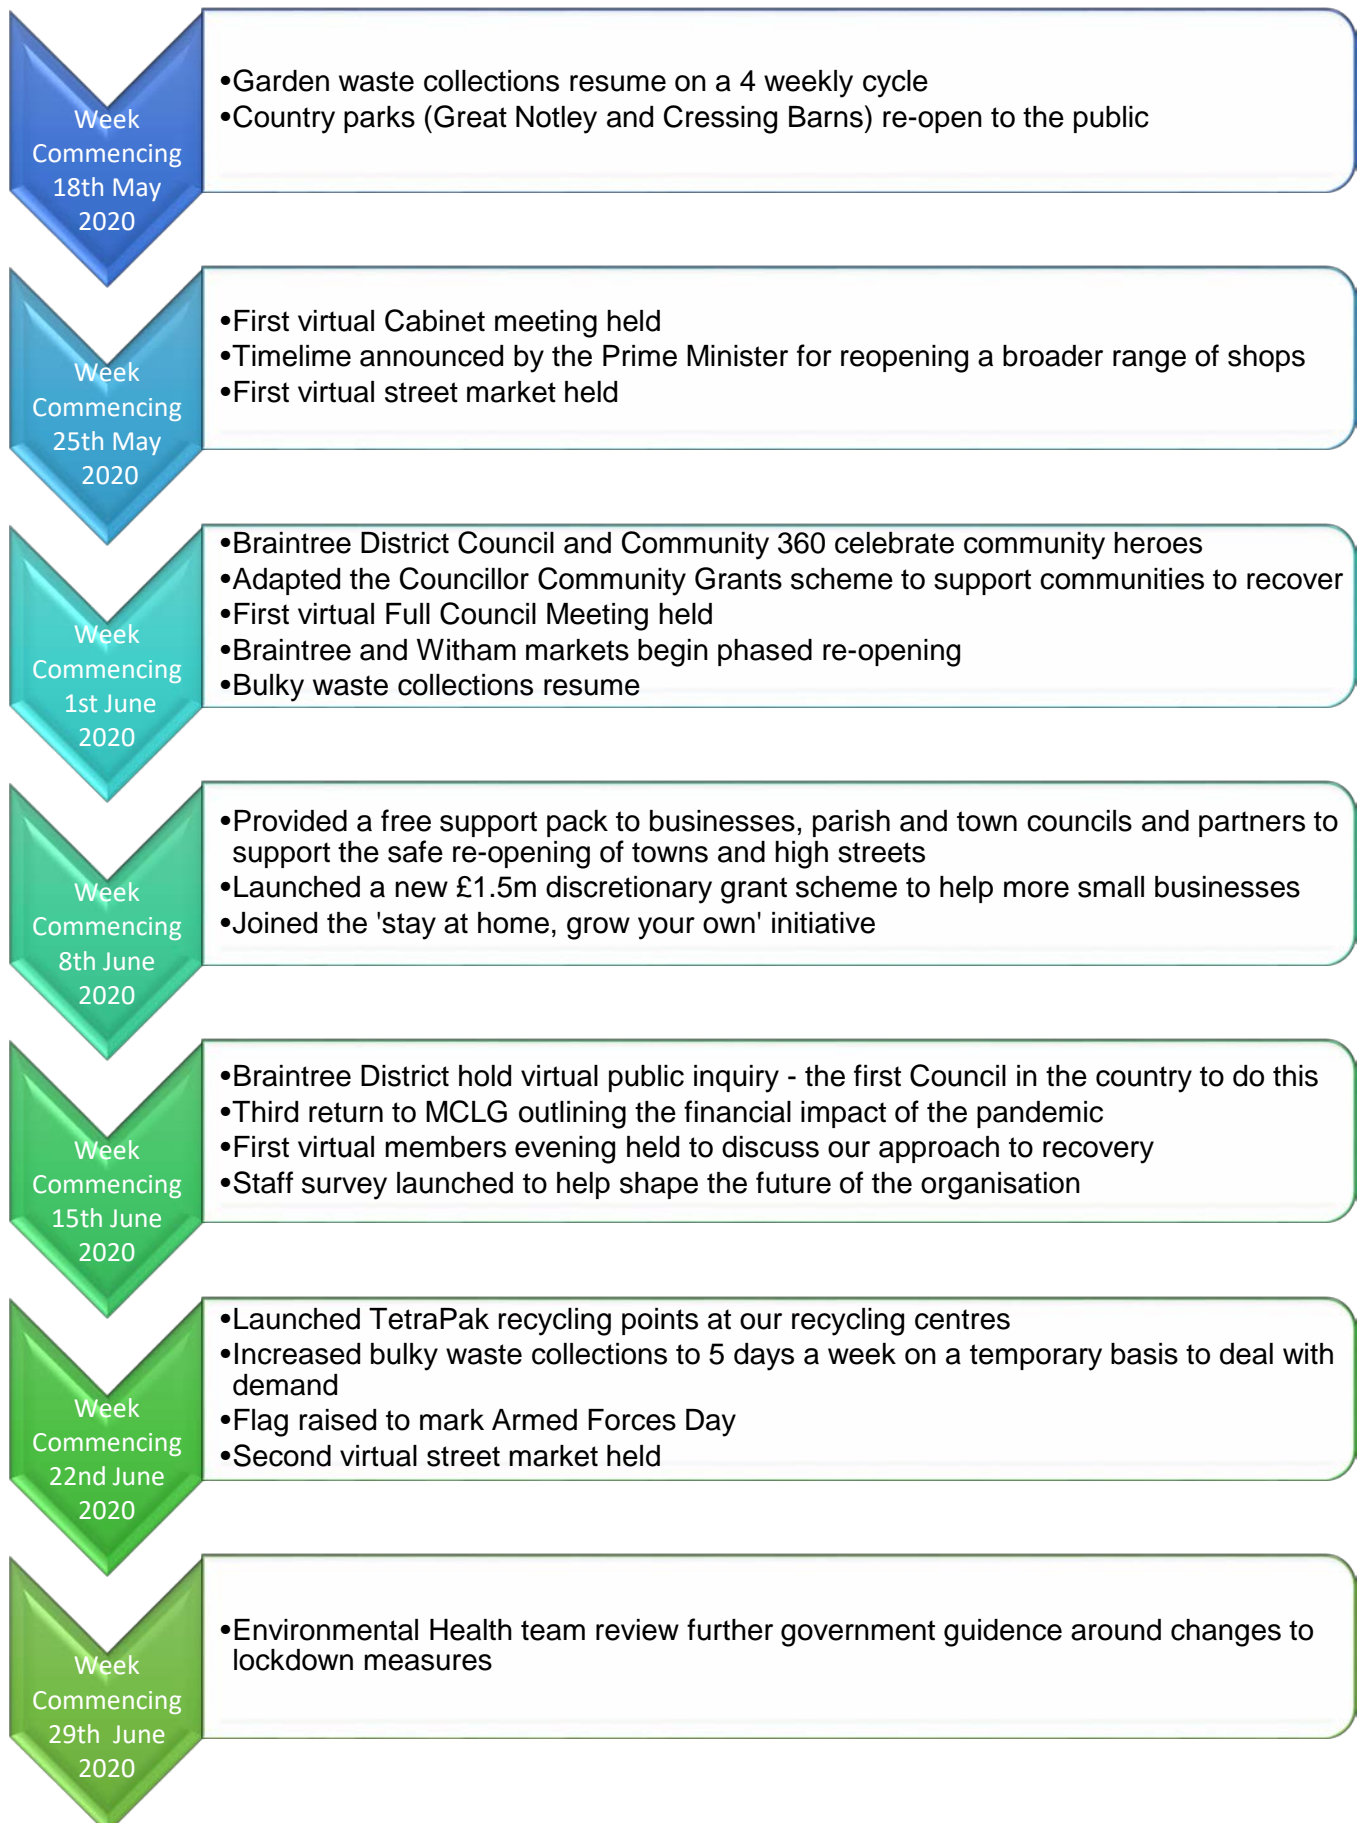 Week
Commencing
18th May
2020
•Garden waste collections resume on a 4 weekly cycle
•Country parks (Great Notley and Cressing Barns) re-open to the public
Week
Commencing
25th May
2020
•First virtual Cabinet meeting held
•Timelime announced by the Prime Minister for reopening a broader range of shops
•First virtual street market held
Week
Commencing
1st June
2020
•Braintree District Council and Community 360 celebrate community heroes
•Adapted the Councillor Community Grants scheme to support communities to recover
•First virtual Full Council Meeting held
•Braintree and Witham markets begin phased re-opening
•Bulky waste collections resume
Week
Commencing
8th June
2020
•Provided a free support pack to businesses, parish and town councils and partners to
support the safe re-opening of towns and high streets
•Launched a new £1.5m discretionary grant scheme to help more small businesses
•Joined the 'stay at home, grow your own' initiative
Week
Commencing
15th June
2020
•Braintree District hold virtual public inquiry - the first Council in the country to do this
•Third return to MCLG outlining the financial impact of the pandemic
•First virtual members evening held to discuss our approach to recovery
•Staff survey launched to help shape the future of the organisation
Week
Commencing
22nd June
2020
•Launched TetraPak recycling points at our recycling centres
•Increased bulky waste collections to 5 days a week on a temporary basis to deal with
demand
•Flag raised to mark Armed Forces Day
•Second virtual street market held
Week
Commencing
29th  June
2020
•Environmental Health team review further government guidence around changes to
lockdown measures